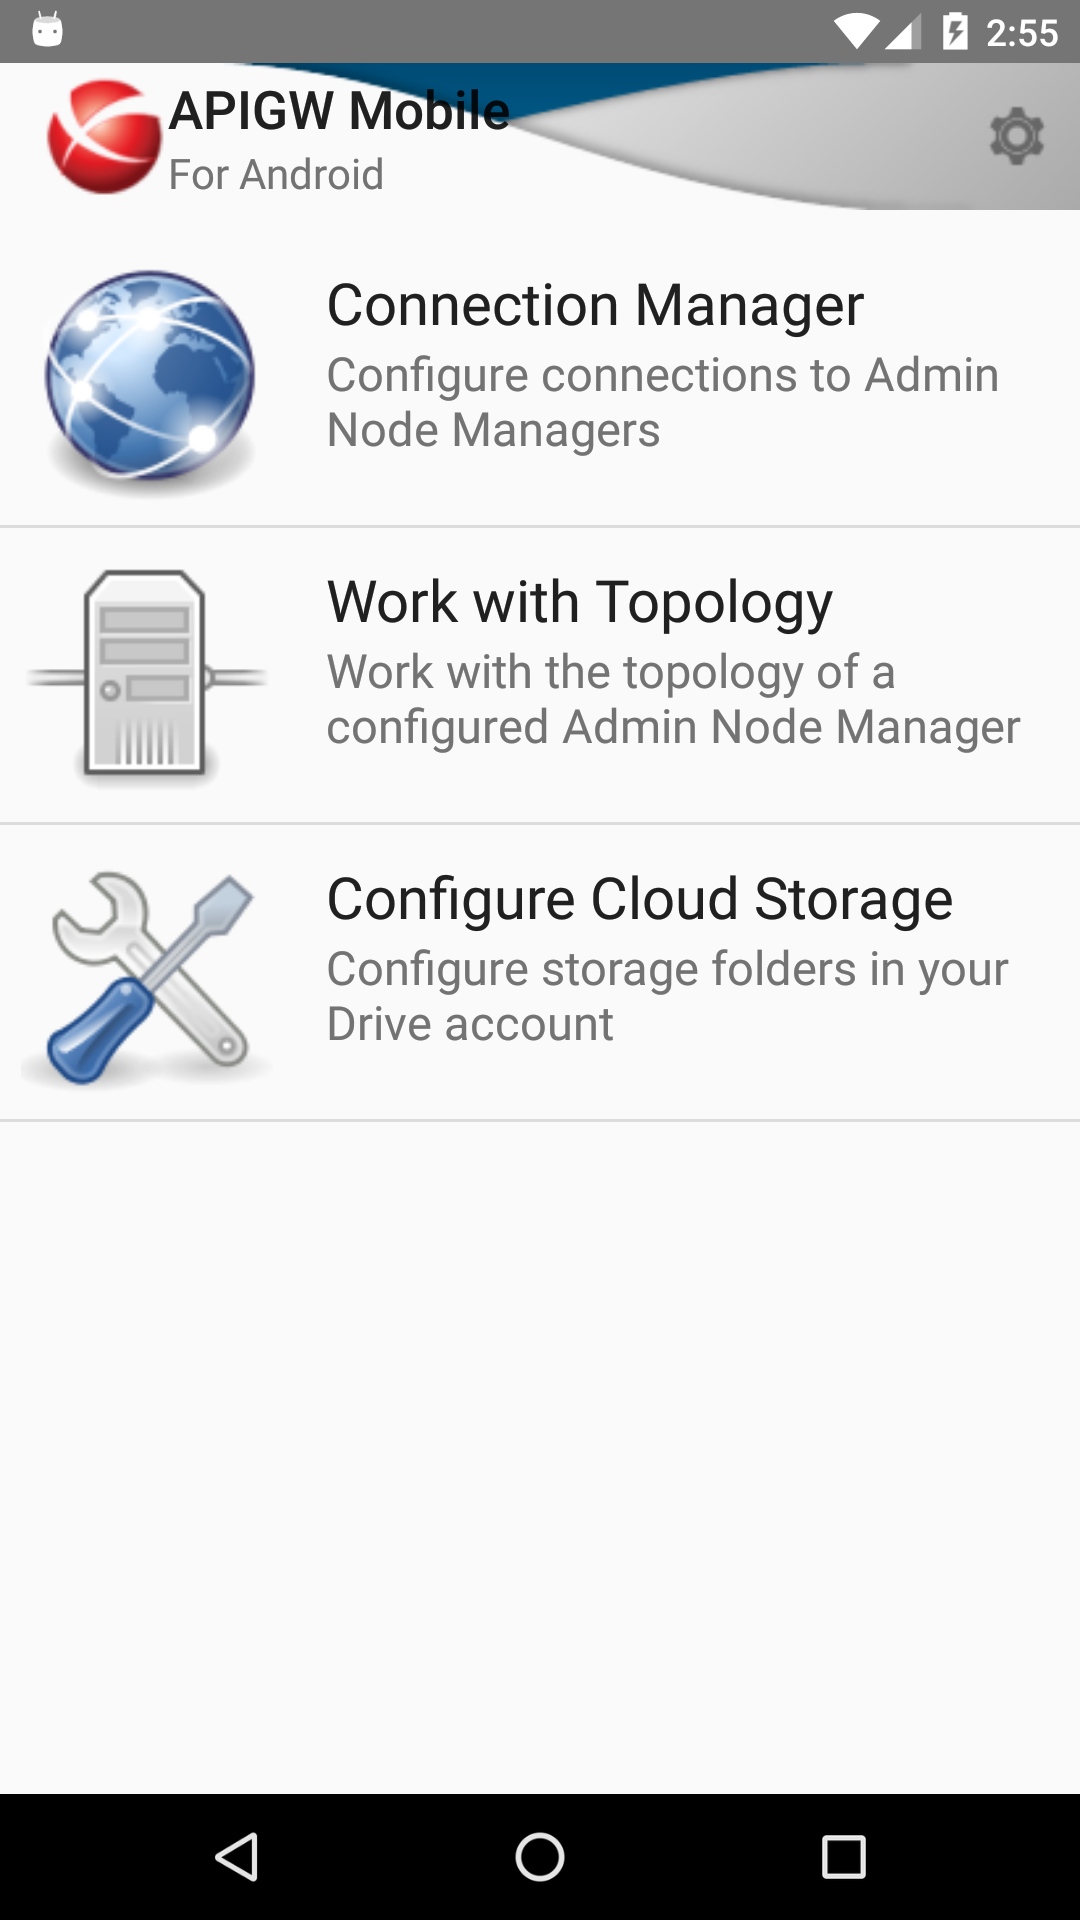 2:55
APIGW Mobile
For Android
Connection Manager
Configure connections to Admin
Node Managers
Work with Topology
Work with the topology of a
configured Admin Node Manager
Configure Cloud Storage
Configure storage folders in your
Drive account